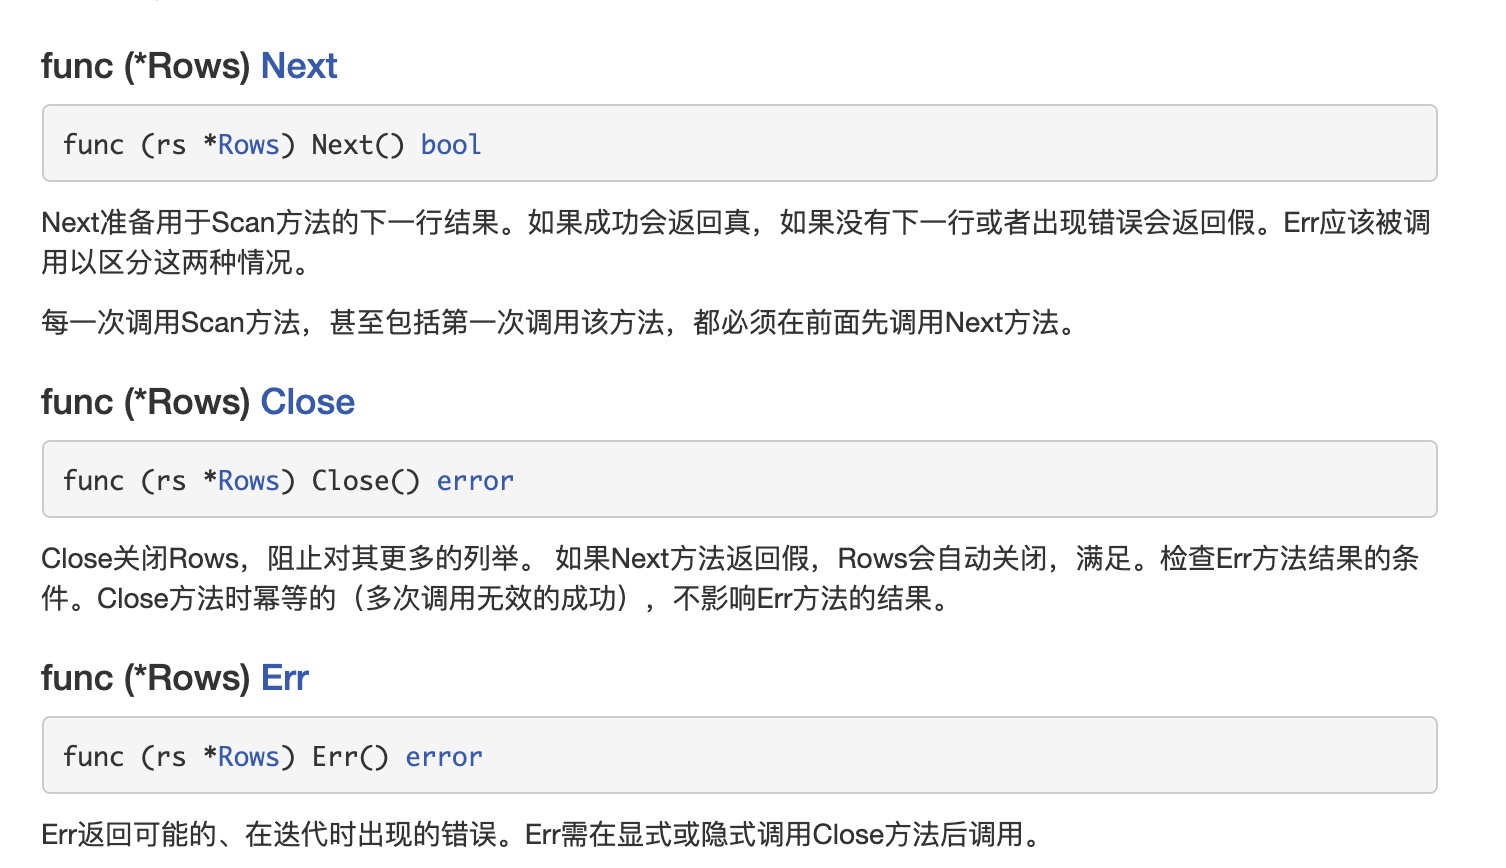 func (*Rows) Next
func (rs *Rows) Next() bool
Next准备用于Scan方法的下一行结果。如果成功会返回真，如果没有下一行或者出现错误会返回假。Err应该被调
用以区分这两种情况。
每一次调用Scan方法，甚至包括第一次调用该方法，都必须在前面先调用Next方法。
func (*Rows) Close
func (rs *Rows) Close() error
Close关闭Rows，阻止对其更多的列举。 如果Next方法返回假，Rows会自动关闭，满足。检查Err方法结果的条
件。Close方法时幂等的（多次调用无效的成功），不影响Err方法的结果。
func (*Rows) Err
func (rs *Rows) Err() error
Err返回可能的、在迭代时出现的错误。Err需在显式或隐式调用Close方法后调用。